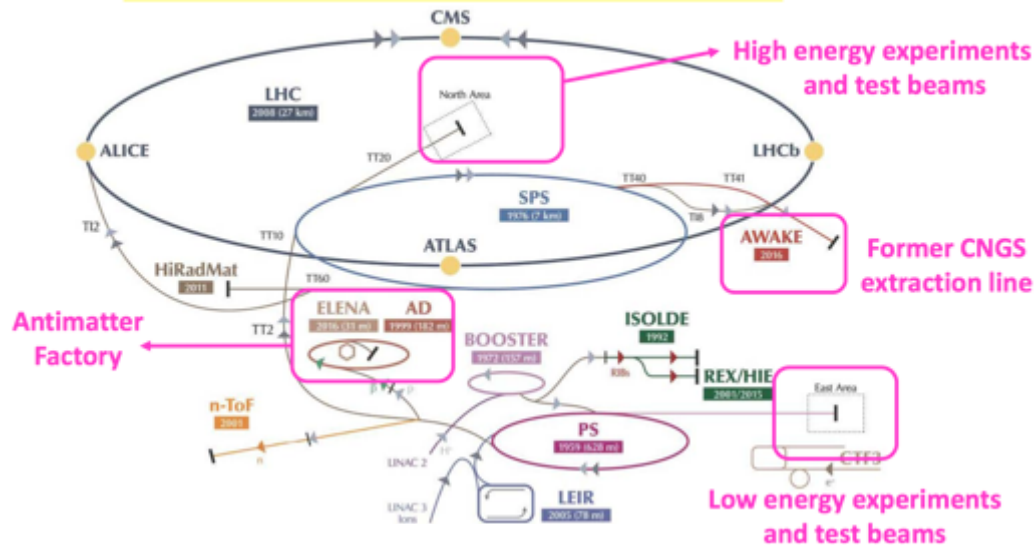 CMS
High energy experiments
and test beams
North Area
LHC
2008 (27 km)
ALICE
TT20
LHCb
TT40
TT41
SPS
1976 (7 km)
TI2
TI8
TT10
ATLAS
AWAKE
2016
Former CNGS
extraction line
HiRadMat
2011
TT60
ELENA
AD
2016 (31 m)
1999 (182 m)
ISOLDE
1992
Antimatter
Factory
TT2
BOOSTER
1972 (157 m)
RIBs
REX/HIE
2001/2015
East Area
p
n-ToF
2001
PS
1959 (628 m)
n
LINAC 2
CTF3
e-
LEIR
2005 (78 m)
LINAC 3
Ions
Low energy experiments
and test beams